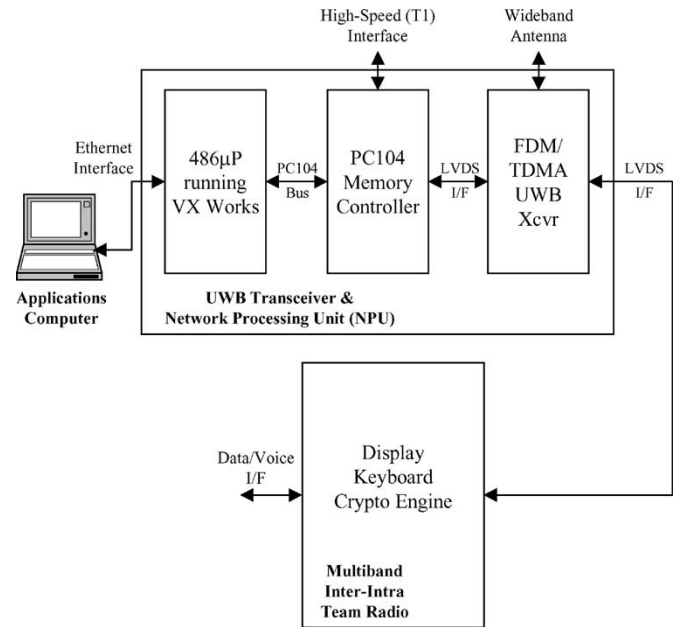 High-Speed (T1)
Interface
Wideband
Antenna
Ethernet
Interface
486µP
running
VX Works
PC104
Bus
PC104
Memory
Controller
LVDS
I/F
FDM/
TDMA
UWB
Xcvr
LVDS
I/F
Applications
Computer
UWB Transceiver &
Network Processing Unit (NPU)
Data/Voice
I/F
Display
Keyboard
Crypto Engine
Multiband
Inter-Intra
Team Radio